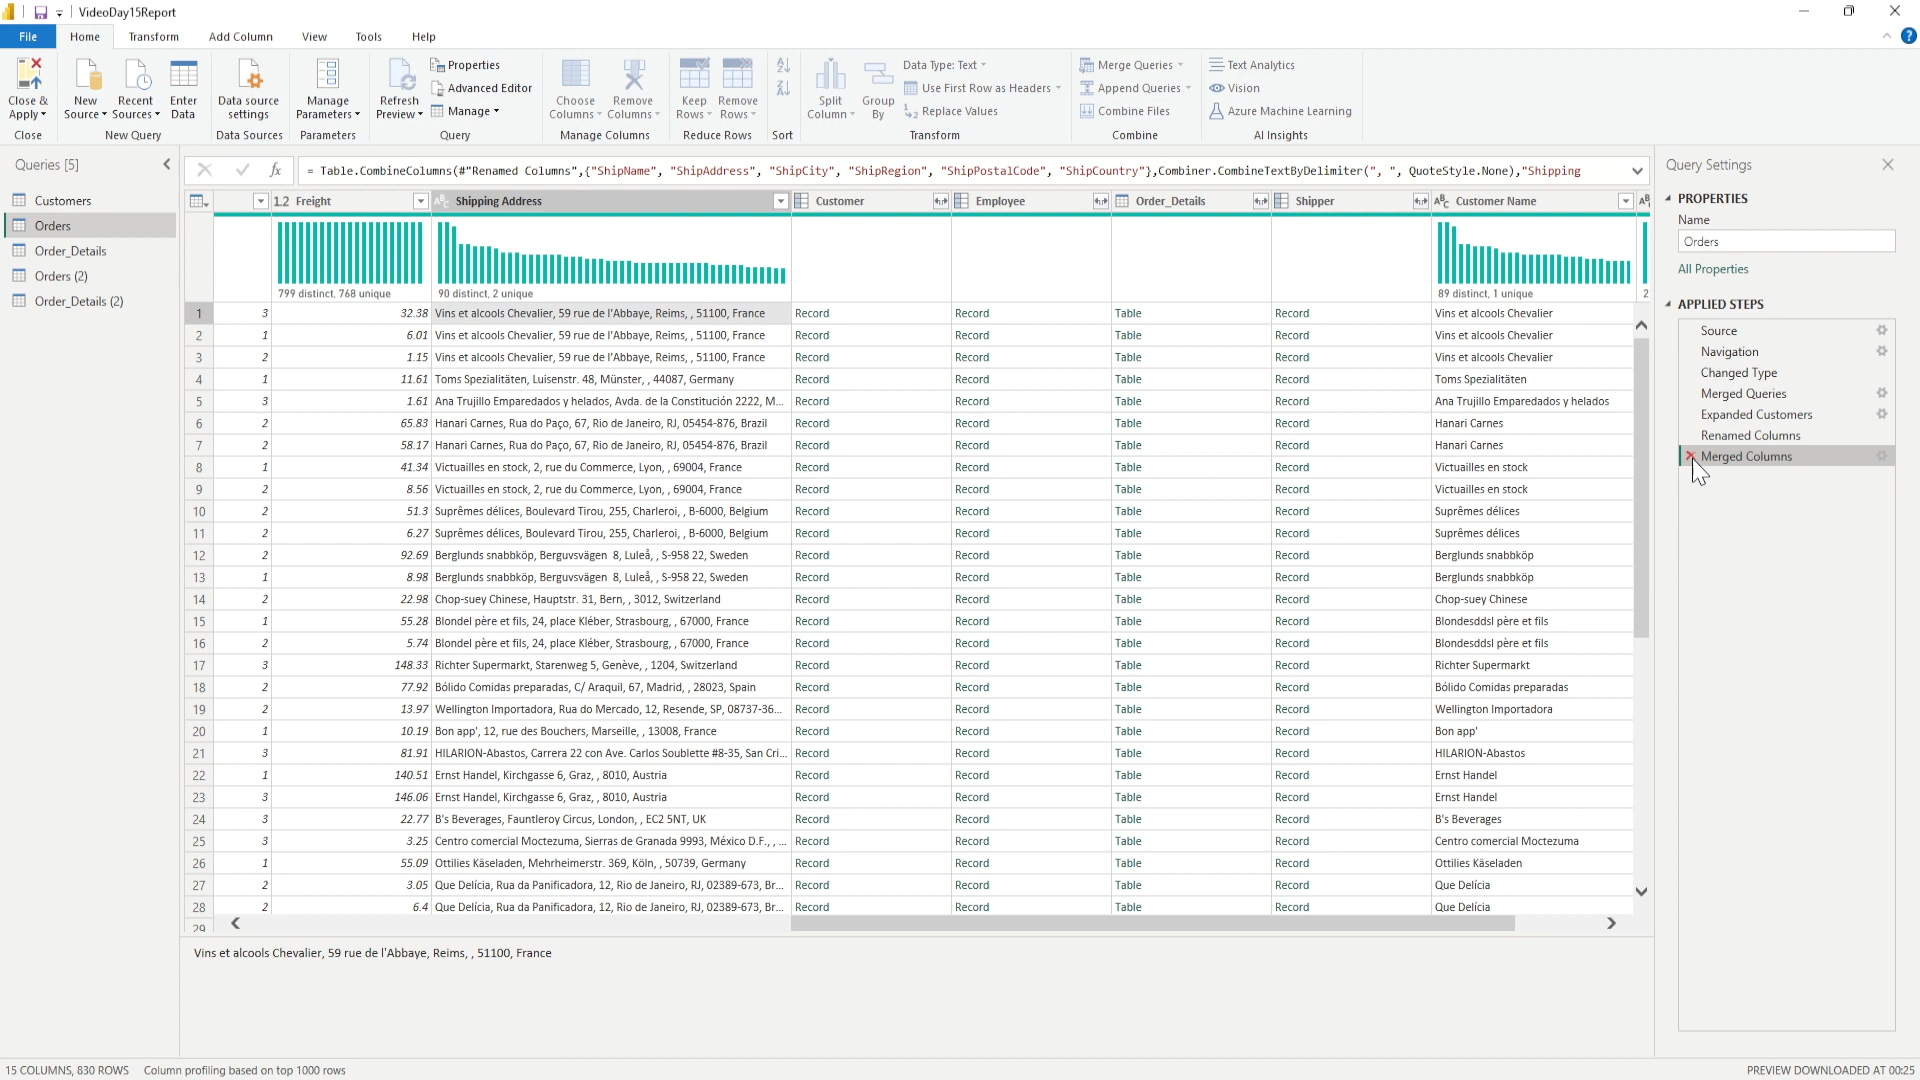 VideoDay15Report
File Home Transform Add Column View Tools Help
Close & Apply
Close
New Source
Recent Sources
Enter Data
New Query
Data source settings
Data Sources
Manage Parameters
Parameters
Refresh Preview
Properties
Advanced Editor
Manage
Query
Choose Columns
Remove Columns
Manage Columns
Keep Rows
Remove Rows
Reduce Rows
Sort
Split Column
Group By
Data Type: Text
Use First Row as Headers
Replace Values
Transform
Merge Queries
Append Queries
Combine Files
Combine
Text Analytics
Vision
Azure Machine Learning
AI Insights
Queries [5]
Customers
Orders
Order_Details
Orders (2)
Order_Details (2)
fx = Table.CombineColumns(#"Renamed Columns",{"ShipName", "ShipAddress", "ShipCity", "ShipRegion", "ShipPostalCode", "ShipCountry"},Combiner.CombineTextByDelimiter(", ", QuoteStyle.None),"Shipping
1.2 Freight ABC Shipping Address Customer Employee Order_Details Shipper ABC Customer Name
799 distinct, 768 unique 90 distinct, 2 unique 89 distinct, 1 unique 2
1 3 32.38 Vins et alcools Chevalier, 59 rue de l'Abbaye, Reims, , 51100, France Record Record Table Record Vins et alcools Chevalier
2 1 6.01 Vins et alcools Chevalier, 59 rue de l'Abbaye, Reims, , 51100, France Record Record Table Record Vins et alcools Chevalier
3 2 1.15 Vins et alcools Chevalier, 59 rue de l'Abbaye, Reims, , 51100, France Record Record Table Record Vins et alcools Chevalier
4 1 11.61 Toms Spezialitäten, Luisenstr. 48, Münster, , 44087, Germany Record Record Table Record Toms Spezialitäten
5 3 1.61 Ana Trujillo Emparedados y helados, Avda. de la Constitución 2222, M... Record Record Table Record Ana Trujillo Emparedados y helados
6 2 65.83 Hanari Carnes, Rua do Paço, 67, Rio de Janeiro, RJ, 05454-876, Brazil Record Record Table Record Hanari Carnes
7 2 58.17 Hanari Carnes, Rua do Paço, 67, Rio de Janeiro, RJ, 05454-876, Brazil Record Record Table Record Hanari Carnes
8 1 41.34 Victuailles en stock, 2, rue du Commerce, Lyon, , 69004, France Record Record Table Record Victuailles en stock
9 2 8.56 Victuailles en stock, 2, rue du Commerce, Lyon, , 69004, France Record Record Table Record Victuailles en stock
10 2 51.3 Suprêmes délices, Boulevard Tirou, 255, Charleroi, , B-6000, Belgium Record Record Table Record Suprêmes délices
11 2 6.27 Suprêmes délices, Boulevard Tirou, 255, Charleroi, , B-6000, Belgium Record Record Table Record Suprêmes délices
12 2 92.69 Berglunds snabbköp, Berguvsvägen 8, Luleå, , S-958 22, Sweden Record Record Table Record Berglunds snabbköp
13 1 8.98 Berglunds snabbköp, Berguvsvägen 8, Luleå, , S-958 22, Sweden Record Record Table Record Berglunds snabbköp
14 2 22.98 Chop-suey Chinese, Hauptstr. 31, Bern, , 3012, Switzerland Record Record Table Record Chop-suey Chinese
15 1 55.28 Blondel père et fils, 24, place Kléber, Strasbourg, , 67000, France Record Record Table Record Blondesddsl père et fils
16 2 5.74 Blondel père et fils, 24, place Kléber, Strasbourg, , 67000, France Record Record Table Record Blondesddsl père et fils
17 3 148.33 Richter Supermarkt, Starenweg 5, Genève, , 1204, Switzerland Record Record Table Record Richter Supermarkt
18 2 77.92 Bólido Comidas preparadas, C/ Araquil, 67, Madrid, , 28023, Spain Record Record Table Record Bólido Comidas preparadas
19 2 13.97 Wellington Importadora, Rua do Mercado, 12, Resende, SP, 08737-36... Record Record Table Record Wellington Importadora
20 1 10.19 Bon app', 12, rue des Bouchers, Marseille, , 13008, France Record Record Table Record Bon app'
21 3 81.91 HILARION-Abastos, Carrera 22 con Ave. Carlos Soublette #8-35, San Cri... Record Record Table Record HILARION-Abastos
22 1 140.51 Ernst Handel, Kirchgasse 6, Graz, , 8010, Austria Record Record Table Record Ernst Handel
23 3 146.06 Ernst Handel, Kirchgasse 6, Graz, , 8010, Austria Record Record Table Record Ernst Handel
24 3 22.77 B's Beverages, Fauntleroy Circus, London, , EC2 5NT, UK Record Record Table Record B's Beverages
25 3 3.25 Centro comercial Moctezuma, Sierras de Granada 9993, México D.F., , ... Record Record Table Record Centro comercial Moctezuma
26 1 55.09 Ottilies Käseladen, Mehrheimerstr. 369, Köln, , 50739, Germany Record Record Table Record Ottilies Käseladen
27 2 3.05 Que Delícia, Rua da Panificadora, 12, Rio de Janeiro, RJ, 02389-673, Br... Record Record Table Record Que Delícia
28 2 6.4 Que Delícia, Rua da Panificadora, 12, Rio de Janeiro, RJ, 02389-673, Br... Record Record Table Record Que Delícia
29
Vins et alcools Chevalier, 59 rue de l'Abbaye, Reims, , 51100, France
Query Settings
PROPERTIES
Name
Orders
All Properties
APPLIED STEPS
Source
Navigation
Changed Type
Merged Queries
Expanded Customers
Renamed Columns
Merged Columns
15 COLUMNS, 830 ROWS Column profiling based on top 1000 rows
PREVIEW DOWNLOADED AT 00:25